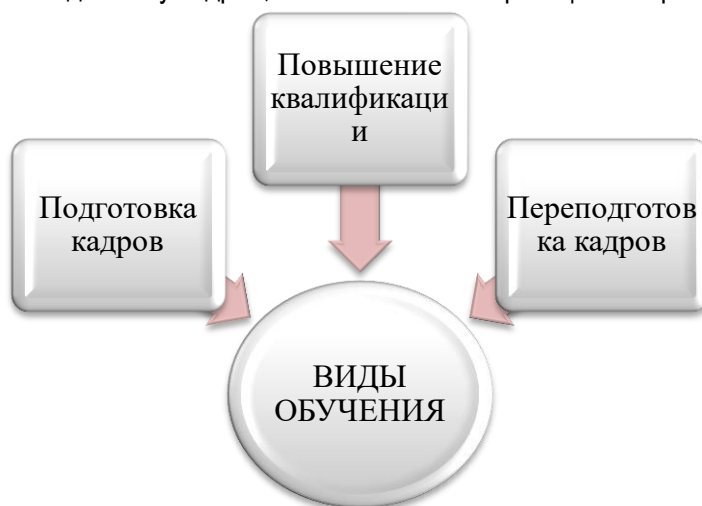 Повышение
квалификаци
и
Подготовка
кадров
Переподготов
ка кадров
ВИДЫ
ОБУЧЕНИЯ